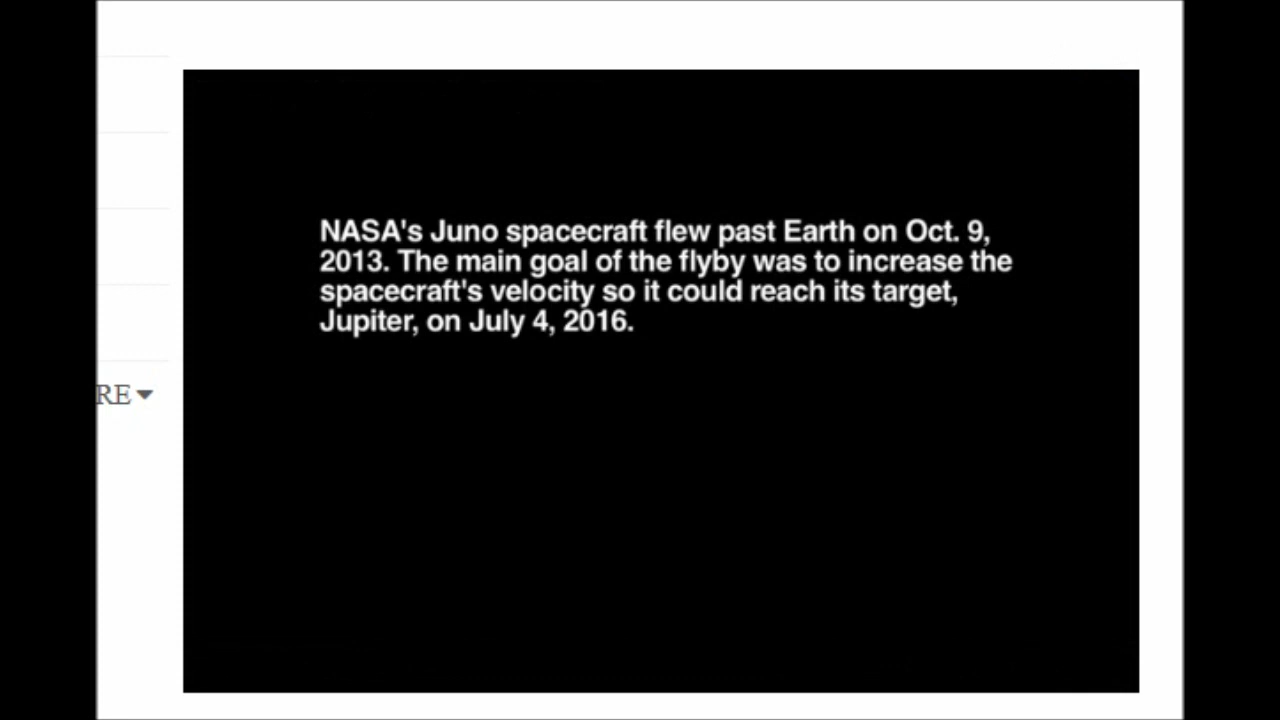 NASA's Juno spacecraft flew past Earth on Oct. 9,
2013. The main goal of the flyby was to increase the
spacecraft's velocity so it could reach its target,
Jupiter, on July 4, 2016.
RE